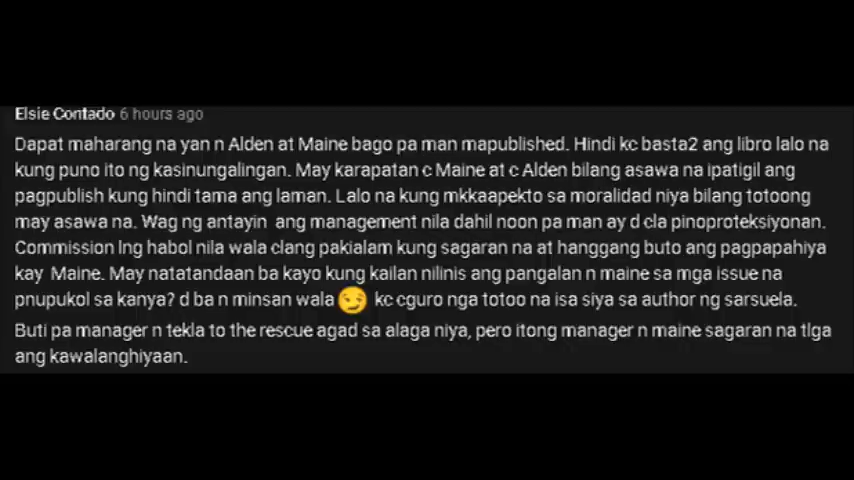 Elsie Contado 6 hours ago
Dapat maharang na yan n Alden at Maine bago pa man mapublished. Hindi kc basta2 ang libro lalo na
kung puno ito ng kasinungalingan. May karapatan c Maine at c Alden bilang asawa na ipatigil ang
pagpublish kung hindi tama ang laman. Lalo na kung mkkaapekto sa moralidad niya bilang totoong
may asawa na. Wag ng antayin ang management nila dahil noon pa man ay d cla pinoproteksiyonan.
Commission lng habol nila wala clang pakialam kung sagaran na at hanggang buto ang pagpapahiya
kay Maine. May natatandaan ba kayo kung kailan nilinis ang pangalan n maine sa mga issue na
pnupukol sa kanya? d ba n minsan wala😏 kc cguro nga totoo na isa siya sa author ng sarsuela.
Buti pa manager n tekla to the rescue agad sa alaga niya, pero itong manager n maine sagaran na tlga
ang kawalanghiyaan.